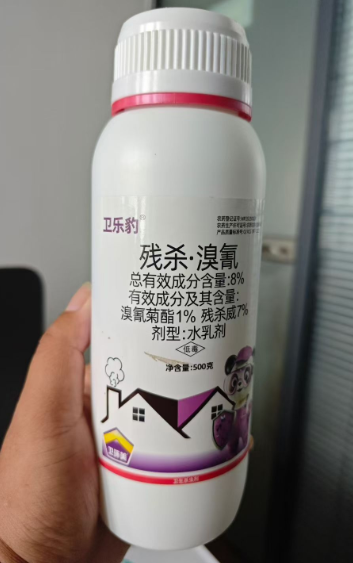 卫乐豹
残杀·溴氰
总有效成分含量:8%
有效成分及其含量:
溴氰菊酯1% 残杀威7%
剂型:水乳剂
低毒
净含量:500克